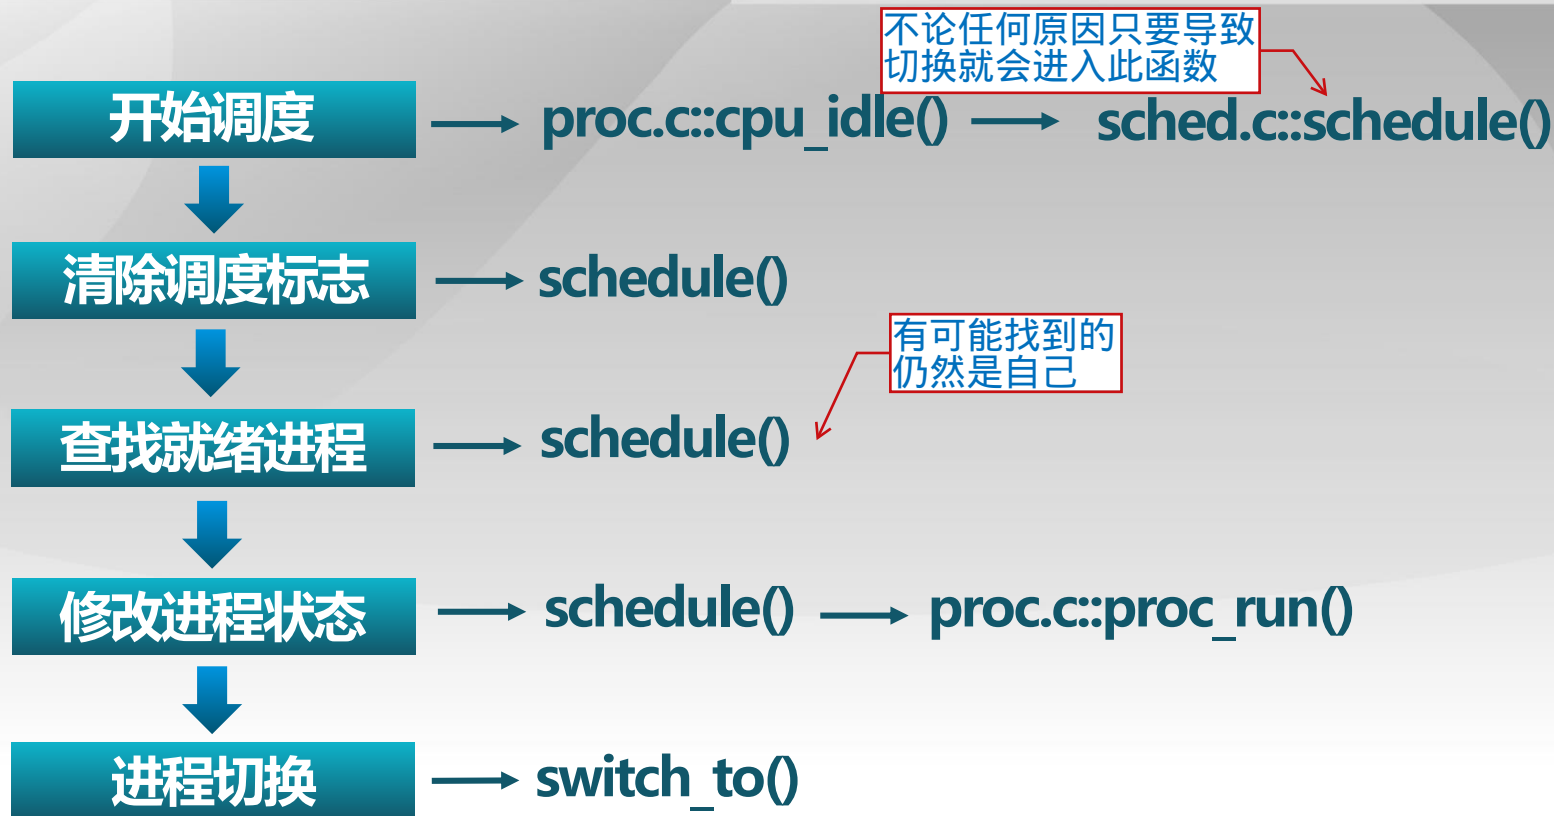 不论任何原因只要导致
切换就会进入此函数
开始调度
proc.c::cpu_idle()
sched.c::schedule()
清除调度标志
schedule()
有可能找到的
仍然是自己
查找就绪进程
schedule()
修改进程状态
schedule()
proc.c::proc_run()
进程切换
switch_to()